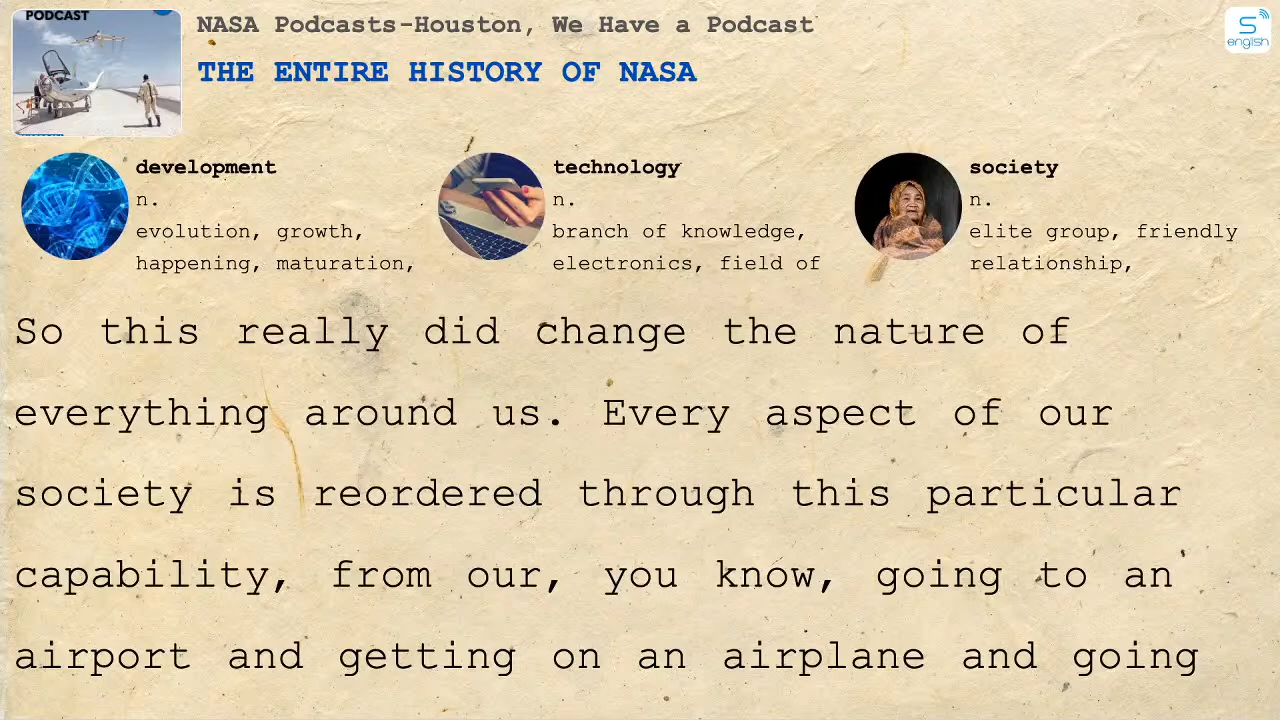 PODCAST
NASA Podcasts-Houston, We Have a Podcast
THE ENTIRE HISTORY OF NASA
S
english
development
n.
evolution, growth,
happening, maturation,
technology
n.
branch of knowledge,
electronics, field of
society
n.
elite group, friendly
relationship,
So this really did change the nature of
everything around us. Every aspect of our
society is reordered through this particular
capability, from our, you know, going to an
airport and getting on an airplane and going